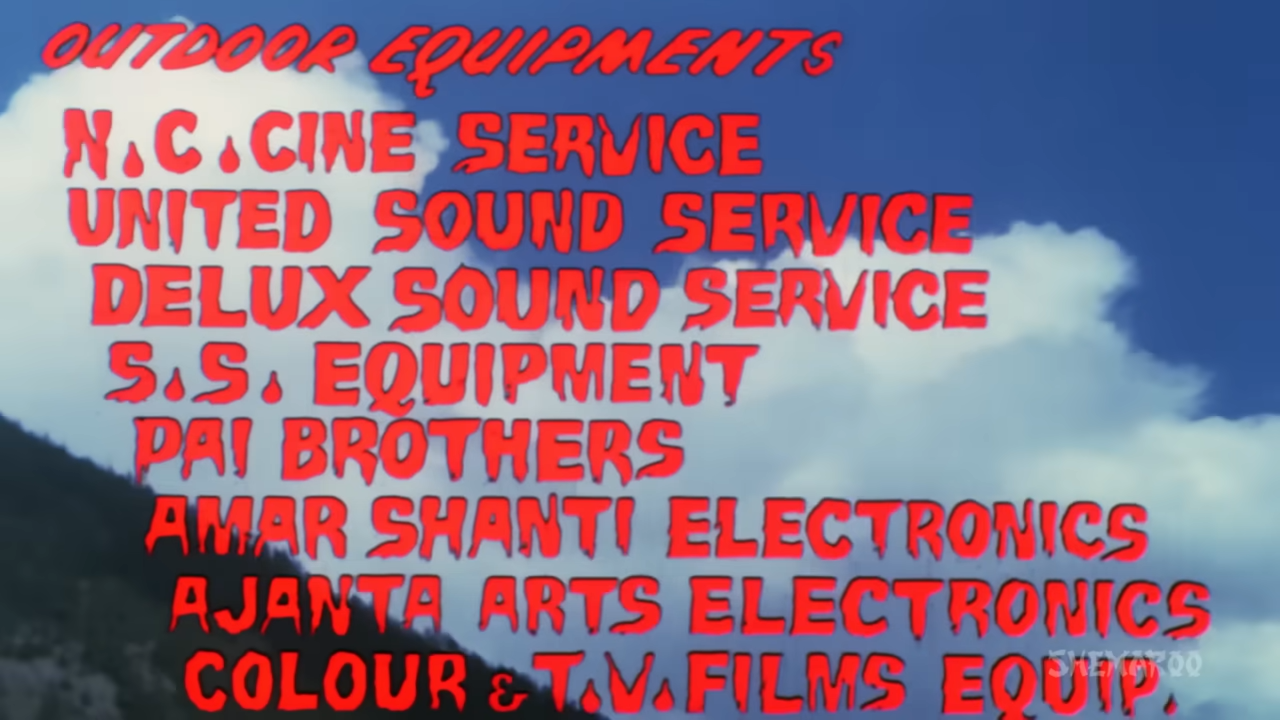 OUTDOOR EQUIPMENTS
N.C.CINE SERVICE
UNITED SOUND SERVICE
DELUX SOUND SERVICE
S.S. EQUIPMENT
PAI BROTHERS
AMAR SHANTI ELECTRONICS
AJANTA ARTS ELECTRONICS
COLOUR & T.V.FILMS EQUIP.
SHEMAROO